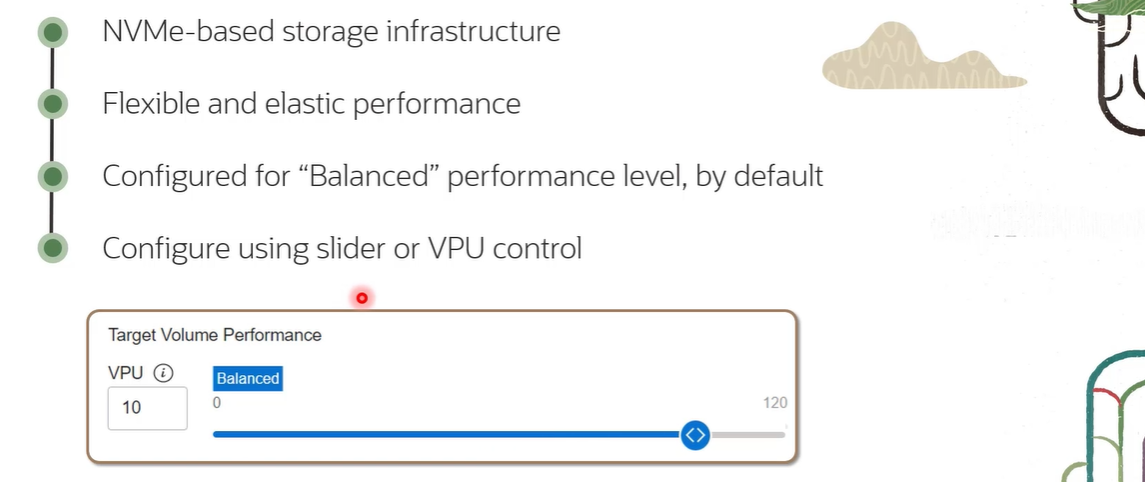 NVMe-based storage infrastructure
Flexible and elastic performance
Configured for “Balanced” performance level, by default
Configure using slider or VPU control
Target Volume Performance
VPU
Balanced
10
0
120